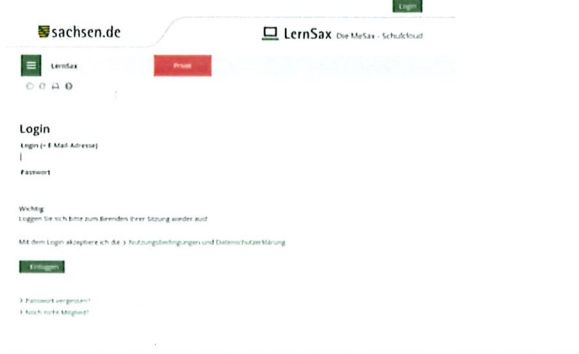 Login
sachsen.de
LernSax Die MeSax - Schulcloud
LernSax
Privat
Login
Login (= E-Mail-Adresse)
Passwort
Wichtig:
Loggen Sie sich bitte zum Beenden Ihrer Sitzung wieder aus!
Mit dem Login akzeptiere ich die › Nutzungsbedingungen und Datenschutzerklärung
Einloggen
› Passwort vergessen?
› Noch nicht Mitglied?